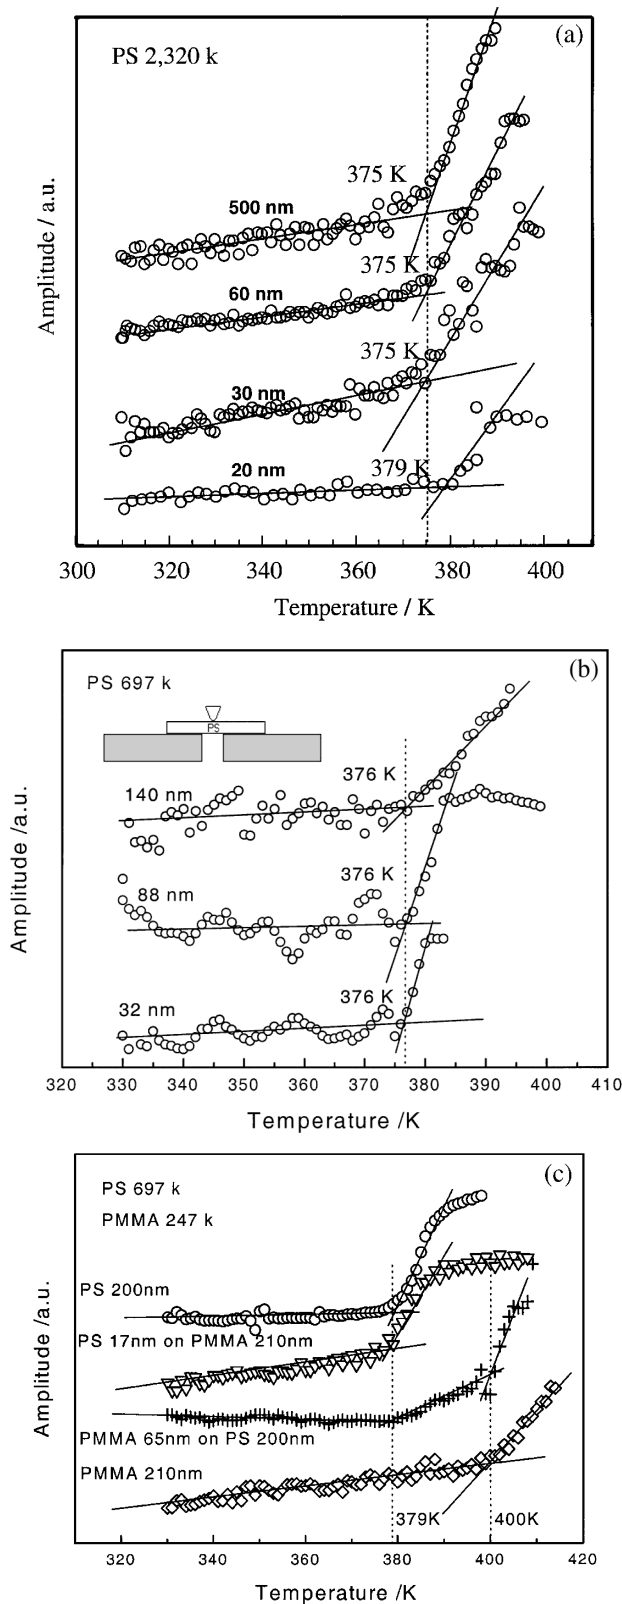 (a)
PS 2,320 k
375 K
500 nm
375 K
60 nm
375 K
30 nm
379 K
20 nm
Amplitude / a.u.
300 320 340 360 380 400
Temperature / K
(b)
PS 697 k
PS
376 K
140 nm
376 K
88 nm
376 K
32 nm
Amplitude /a.u.
320 330 340 350 360 370 380 390 400 410
Temperature /K
(c)
PS 697 k
PMMA 247 k
PS 200nm
PS 17nm on PMMA 210nm
PMMA 65nm on PS 200nm
PMMA 210nm
379K 400K
Amplitude /a.u.
320 340 360 380 400 420
Temperature /K